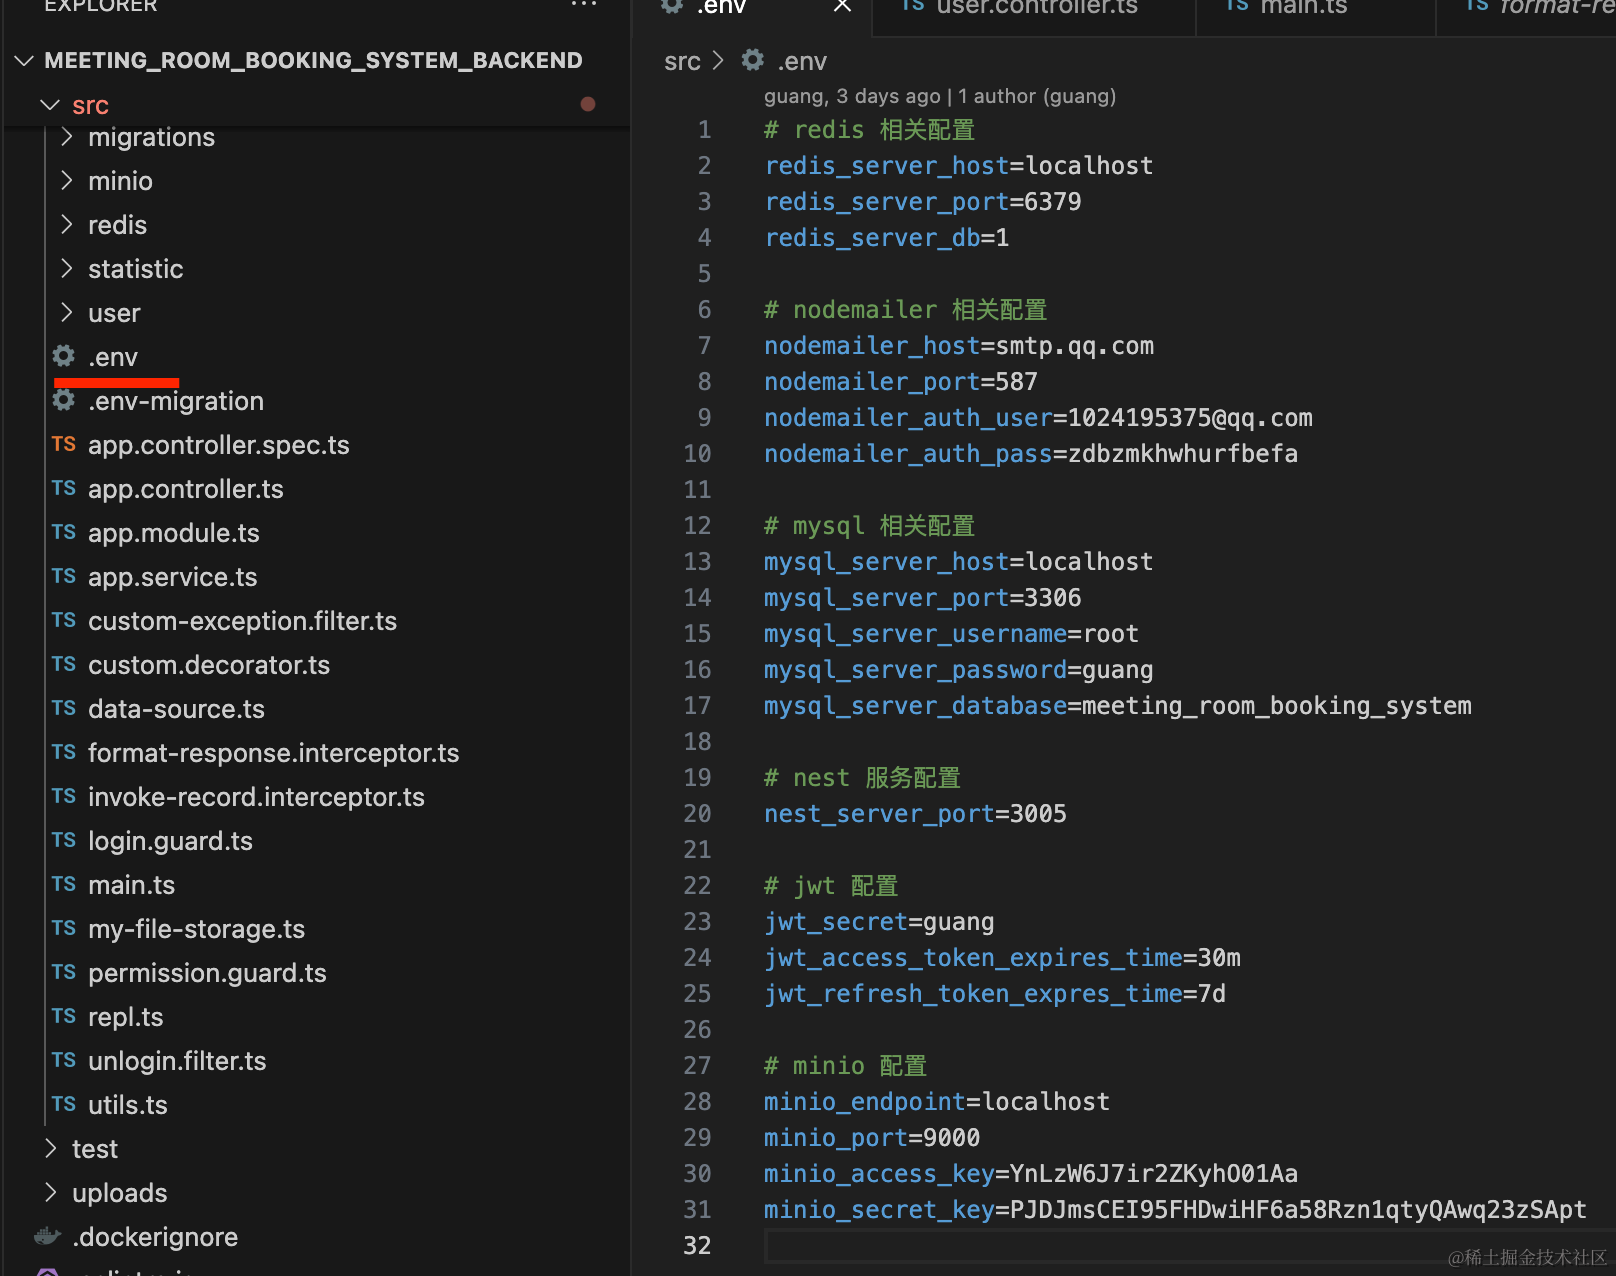 EXPLORER
MEETING_ROOM_BOOKING_SYSTEM_BACKEND
src
migrations
minio
redis
statistic
user
.env
.env-migration
TS app.controller.spec.ts
TS app.controller.ts
TS app.module.ts
TS app.service.ts
TS custom-exception.filter.ts
TS custom.decorator.ts
TS data-source.ts
TS format-response.interceptor.ts
TS invoke-record.interceptor.ts
TS login.guard.ts
TS main.ts
TS my-file-storage.ts
TS permission.guard.ts
TS repl.ts
TS unlogin.filter.ts
TS utils.ts
test
uploads
.dockerignore
.env TS user.controller.ts TS main.ts TS format-re
src > .env
guang, 3 days ago | 1 author (guang)
1 # redis 相关配置
2 redis_server_host=localhost
3 redis_server_port=6379
4 redis_server_db=1
5
6 # nodemailer 相关配置
7 nodemailer_host=smtp.qq.com
8 nodemailer_port=587
9 nodemailer_auth_user=1024195375@qq.com
10 nodemailer_auth_pass=zdbzmkhwhurfbefa
11
12 # mysql 相关配置
13 mysql_server_host=localhost
14 mysql_server_port=3306
15 mysql_server_username=root
16 mysql_server_password=guang
17 mysql_server_database=meeting_room_booking_system
18
19 # nest 服务配置
20 nest_server_port=3005
21
22 # jwt 配置
23 jwt_secret=guang
24 jwt_access_token_expires_time=30m
25 jwt_refresh_token_expres_time=7d
26
27 # minio 配置
28 minio_endpoint=localhost
29 minio_port=9000
30 minio_access_key=YnLzW6J7ir2ZKyhO01Aa
31 minio_secret_key=PJDJmsCEI95FHDwiHF6a58Rzn1qtyQAwq23zSApt
32
@稀土掘金技术社区